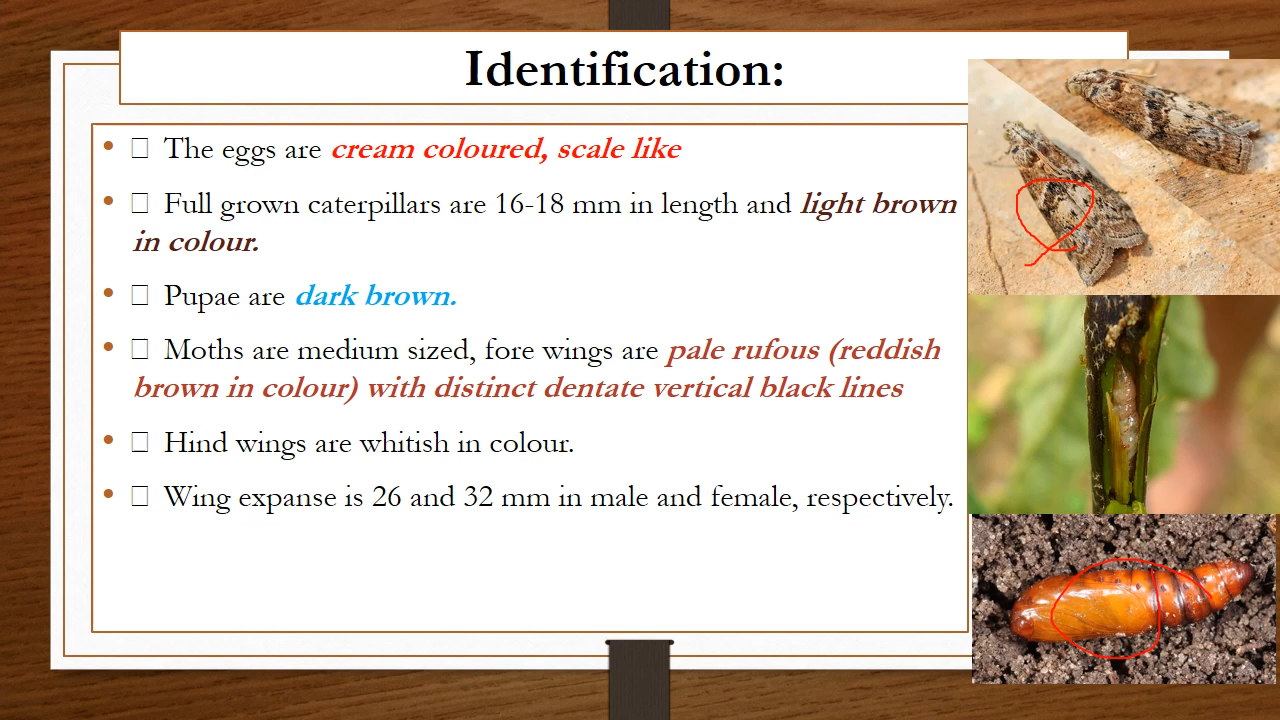 Identification:
• □ The eggs are cream coloured, scale like
• □ Full grown caterpillars are 16-18 mm in length and light brown
in colour.
• □ Pupae are dark brown.
• □ Moths are medium sized, fore wings are pale rufous (reddish
brown in colour) with distinct dentate vertical black lines
• □ Hind wings are whitish in colour.
• □ Wing expanse is 26 and 32 mm in male and female, respectively.